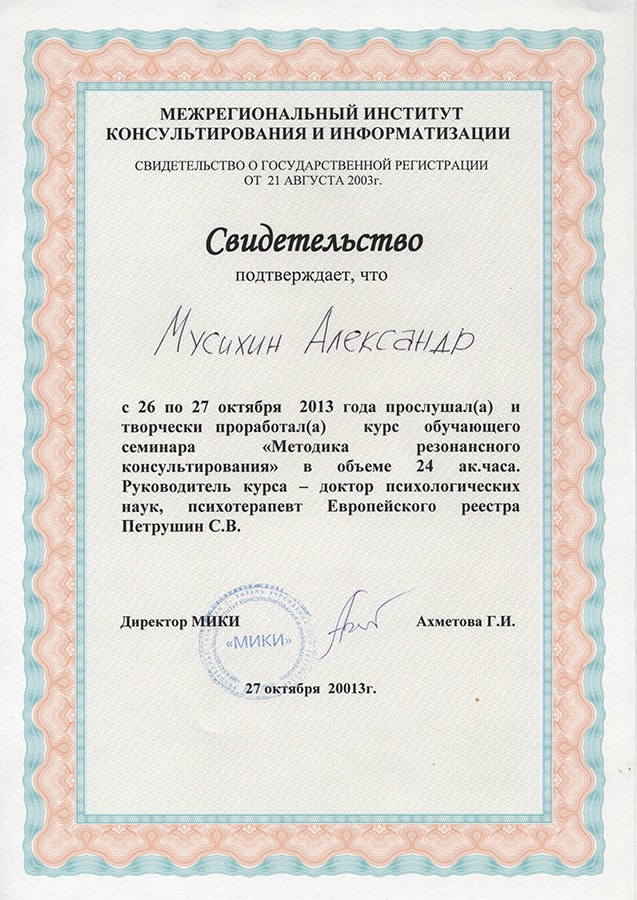 МЕЖРЕГИОНАЛЬНЫЙ ИНСТИТУТ
КОНСУЛЬТИРОВАНИЯ И ИНФОРМАТИЗАЦИИ
СВИДЕТЕЛЬСТВО О ГОСУДАРСТВЕННОЙ РЕГИСТРАЦИИ
ОТ 21 АВГУСТА 2003г.
Свидетельство
подтверждает, что
Мусихин Александр
с 26 по 27 октября 2013 года прослушал(а) и
творчески проработал(а) курс обучающего
семинара «Методика резонансного
консультирования» в объеме 24 ак.часа.
Руководитель курса – доктор психологических
наук, психотерапевт Европейского реестра
Петрушин С.В.
Директор МИКИ
«МИКИ»
Ахметова Г.И.
27 октября 20013г.